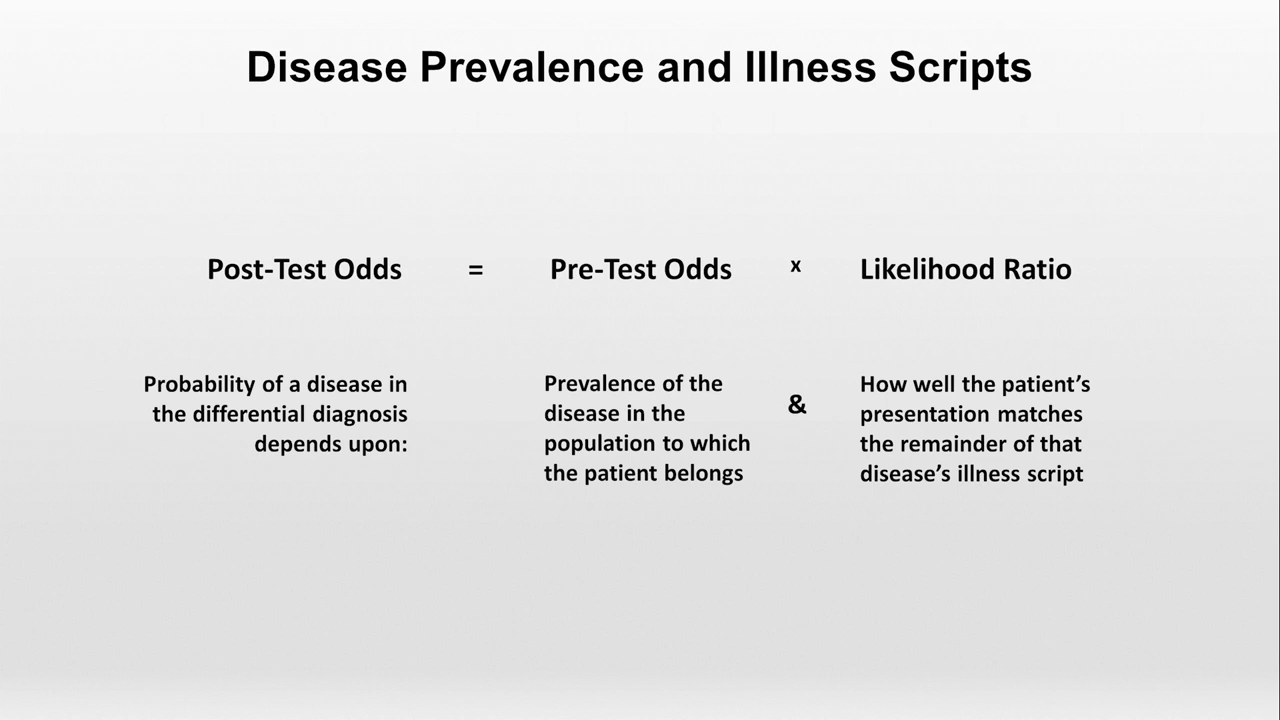 Disease Prevalence and Illness Scripts
Post-Test Odds = Pre-Test Odds x Likelihood Ratio
Probability of a disease in
the differential diagnosis
depends upon:
Prevalence of the
disease in the
population to which
the patient belongs
&
How well the patient’s
presentation matches
the remainder of that
disease’s illness script